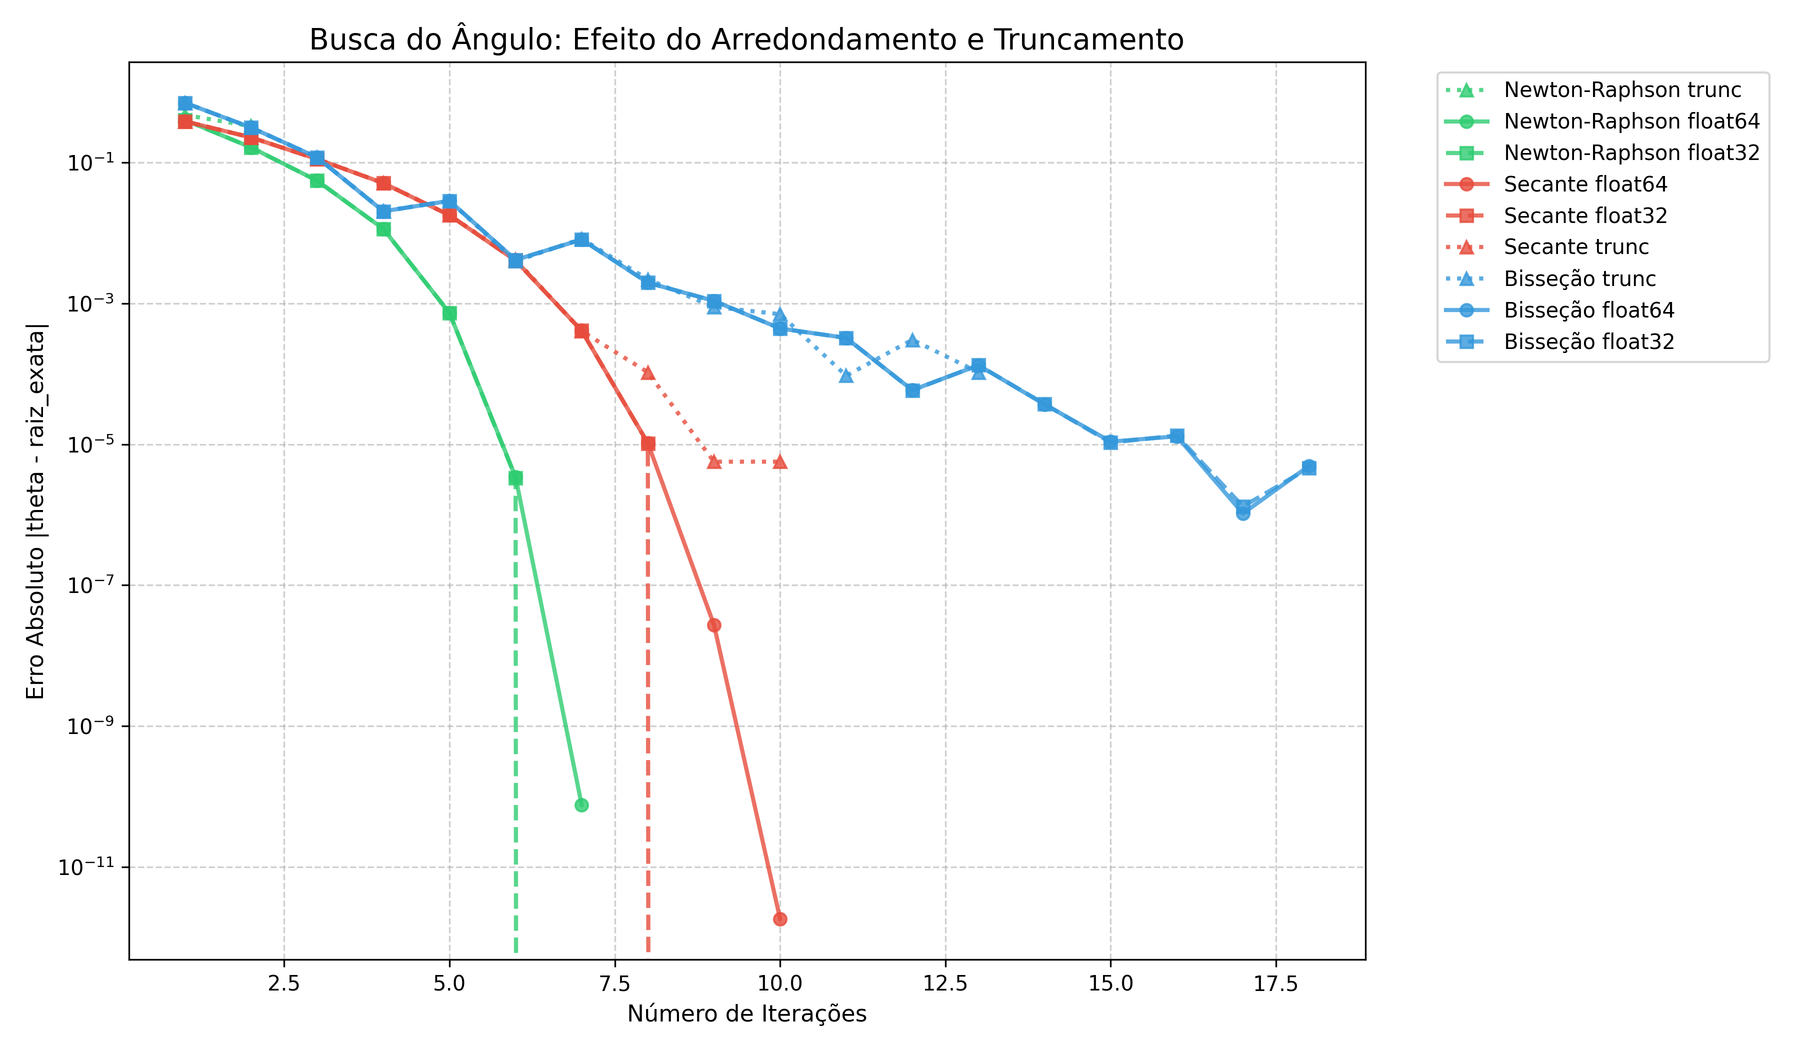 Busca do Ângulo: Efeito do Arredondamento e Truncamento
Erro Absoluto |theta - raiz_exata|
10⁻¹
10⁻³
10⁻⁵
10⁻⁷
10⁻⁹
10⁻¹¹
2.5 5.0 7.5 10.0 12.5 15.0 17.5
Número de Iterações
Newton-Raphson trunc
Newton-Raphson float64
Newton-Raphson float32
Secante float64
Secante float32
Secante trunc
Bisseção trunc
Bisseção float64
Bisseção float32